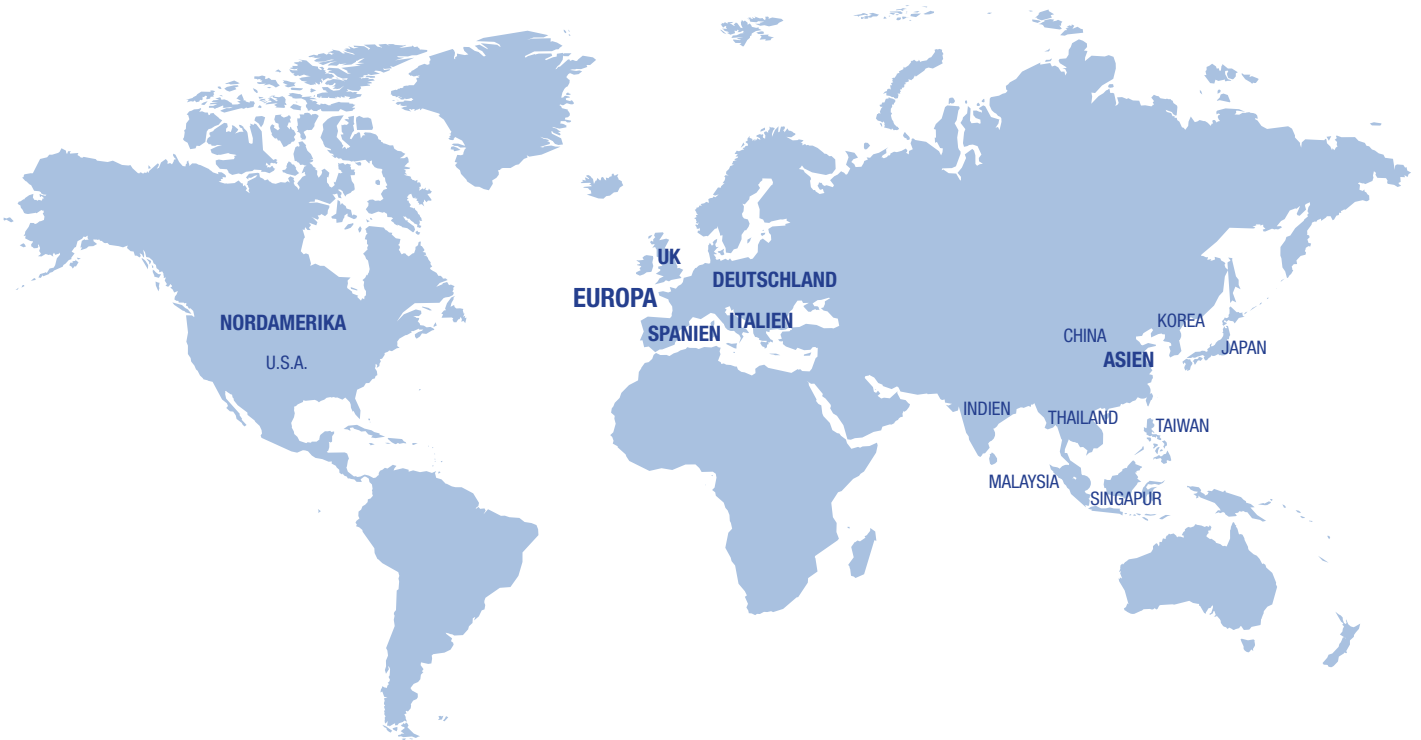 UK
DEUTSCHLAND
EUROPA
NORDAMERIKA
ITALIEN
SPANIEN
U.S.A.
KOREA
CHINA
JAPAN
ASIEN
INDIEN
THAILAND
TAIWAN
MALAYSIA
SINGAPUR